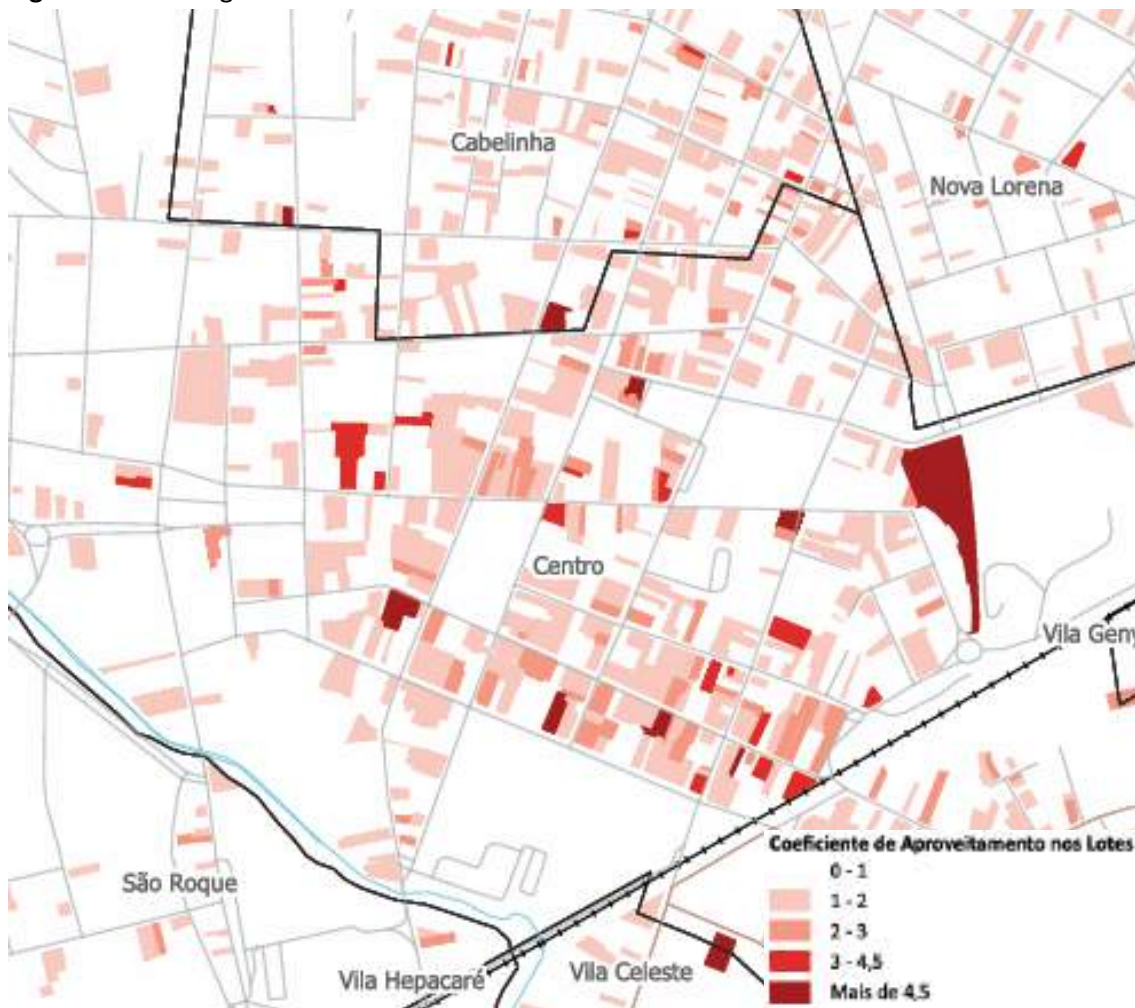 Cabelinha
Nova Lorena
Centro
Vila Geny
São Roque
Vila Hepacaré
Vila Celeste
Coeficiente de Aproveitamento nos Lotes
0 - 1
1 - 2
2 - 3
3 - 4,5
Mais de 4,5